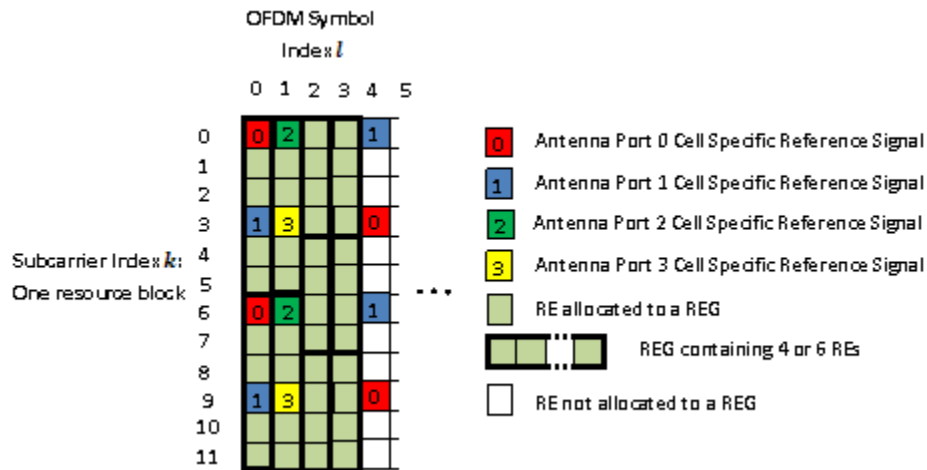 OFDM Symbol
Index l
0 1 2 3 4 5
0 0 2 1
1
2
3 1 3 0
4
5
6 0 2 1
7
8
9 1 3 0
10
11
Subcarrier Index k:
One resource block
...
0 Antenna Port 0 Cell Specific Reference Signal
1 Antenna Port 1 Cell Specific Reference Signal
2 Antenna Port 2 Cell Specific Reference Signal
3 Antenna Port 3 Cell Specific Reference Signal
RE allocated to a REG
REG containing 4 or 6 REs
RE not allocated to a REG